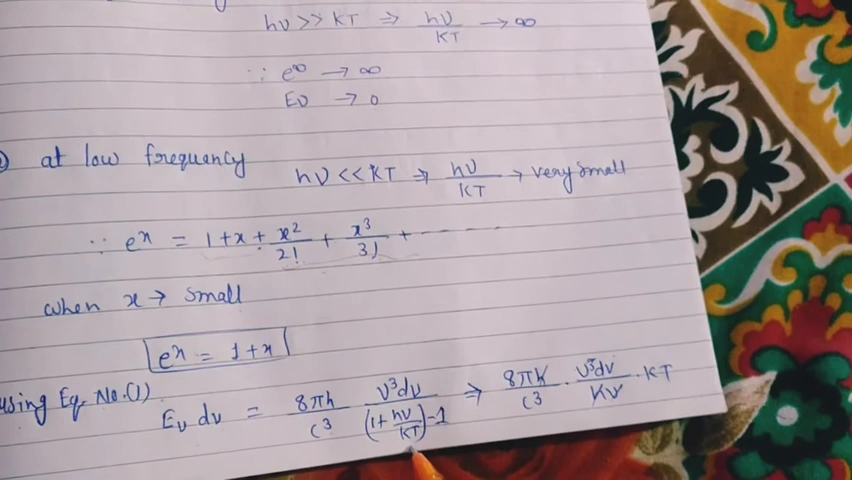 hν >> KT ⇒ hν/KT → ∞
∵ e^∞ → ∞
Eν → 0
at low frequency hν << KT ⇒ hν/KT → very small
∵ e^x = 1+x+x²/2!+x³/3!+------
when x → small
e^x = 1+x
using Eq. No.(1)
Eν dν = 8πh/c³ ν³dν/((1+hν/KT)-1) ⇒ 8πh/c³ · ν³dν/hν · KT